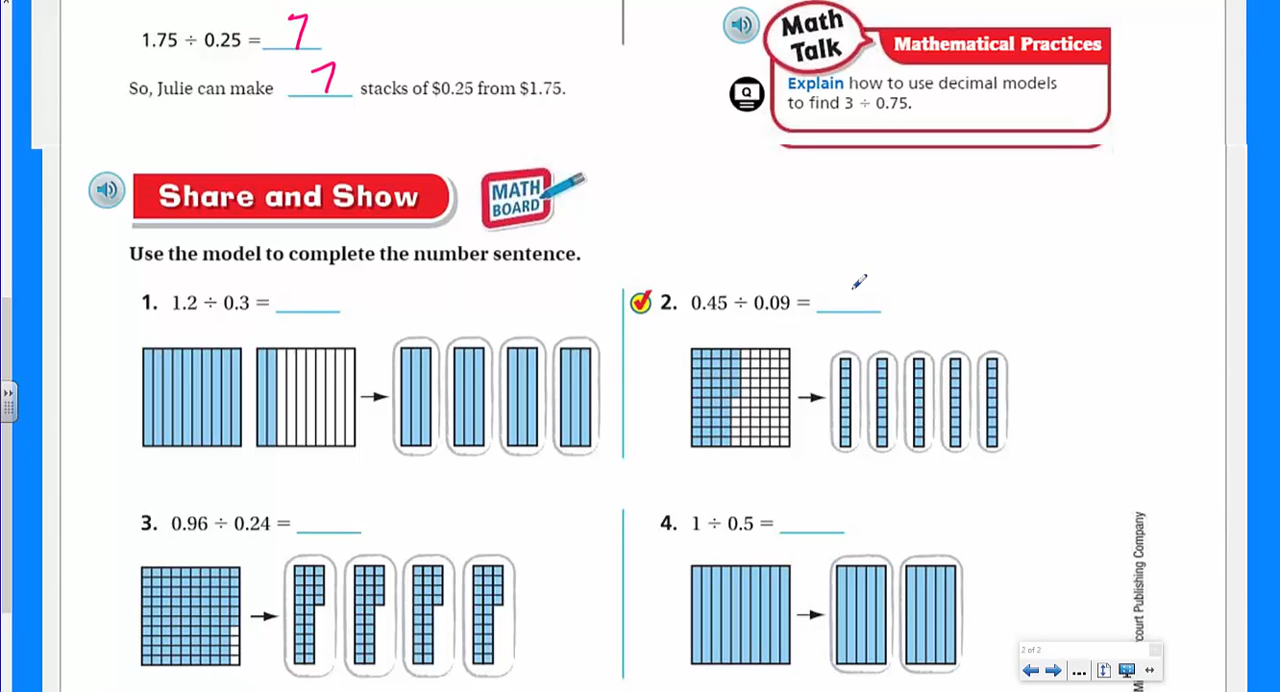 1.75 ÷ 0.25 = 7
So, Julie can make 7 stacks of $0.25 from $1.75.
Math
Talk
Mathematical Practices
Q
Explain how to use decimal models
to find 3 ÷ 0.75.
Share and Show
MATH
BOARD
Use the model to complete the number sentence.
1. 1.2 ÷ 0.3 =
2. 0.45 ÷ 0.09 =
3. 0.96 ÷ 0.24 =
4. 1 ÷ 0.5 =
court Publishing Company
2 of 2